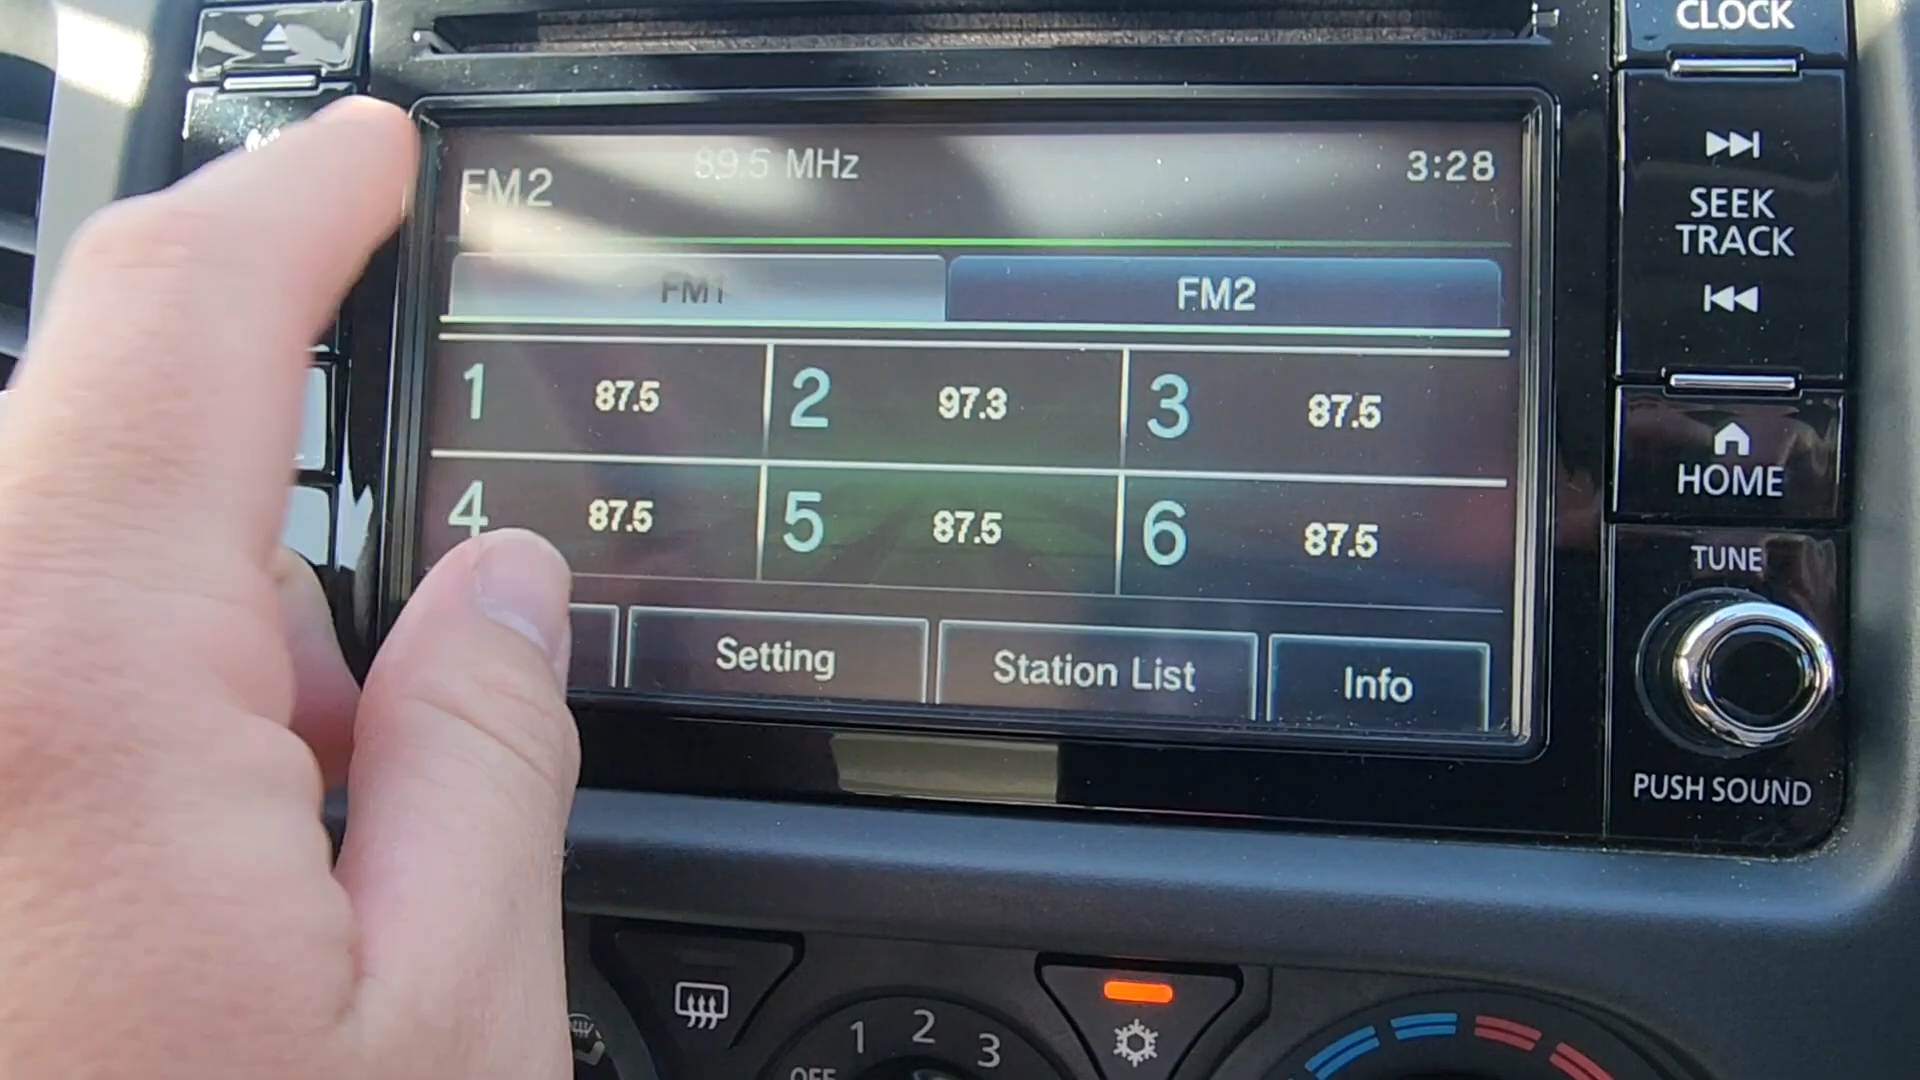 CLOCK
89.5 MHz
3:28
FM2
FM1
FM2
SEEK
TRACK
1 87.5
2 97.3
3 87.5
4 87.5
5 87.5
6 87.5
HOME
TUNE
Setting
Station List
Info
PUSH SOUND
OFF
1
2
3